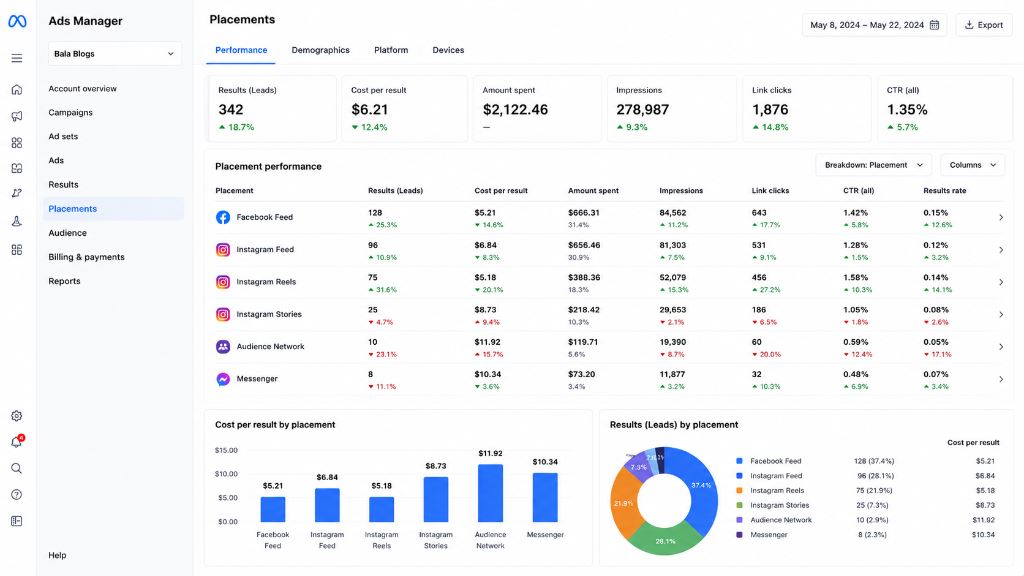 Ads Manager
Bala Blogs
Account overview
Campaigns
Ad sets
Ads
Results
Placements
Audience
Billing & payments
Reports
4
Help
Placements
May 8, 2024 – May 22, 2024
Export
Performance Demographics Platform Devices
Results (Leads) Cost per result Amount spent Impressions Link clicks CTR (all)
342 $6.21 $2,122.46 278,987 1,876 1.35%
18.7% 12.4% — 9.3% 14.8% 5.7%
Placement performance
Breakdown: Placement Columns
Placement Results (Leads) Cost per result Amount spent Impressions Link clicks CTR (all) Results rate
Facebook Feed 128 $5.21 $666.31 84,562 643 1.42% 0.15%
25.3% 14.6% 31.4% 11.2% 17.7% 5.8% 12.6%
Instagram Feed 96 $6.84 $656.46 81,303 531 1.28% 0.12%
10.9% 8.3% 30.9% 7.5% 9.1% 1.5% 3.2%
Instagram Reels 75 $5.18 $388.36 52,079 456 1.58% 0.14%
31.6% 20.1% 18.3% 15.3% 27.2% 10.3% 14.1%
Instagram Stories 25 $8.73 $218.42 29,653 186 1.05% 0.08%
4.7% 9.4% 10.3% 2.1% 6.5% 1.8% 2.6%
Audience Network 10 $11.92 $119.71 19,390 60 0.59% 0.05%
23.1% 15.7% 5.6% 8.7% 20.0% 12.4% 17.1%
Messenger 8 $10.34 $73.20 11,877 32 0.48% 0.07%
11.1% 3.6% 3.4% 3.2% 10.3% 6.9% 3.4%
Cost per result by placement
$15.00
$10.00
$5.00
$0.00
$5.21 $6.84 $5.18 $8.73 $11.92 $10.34
Facebook Instagram Instagram Instagram Audience Messenger
Feed Feed Reels Stories Network
Results (Leads) by placement
37.4%
28.1%
21.9%
7.3%
Cost per result
Facebook Feed 128 (37.4%) $5.21
Instagram Feed 96 (28.1%) $6.84
Instagram Reels 75 (21.9%) $5.18
Instagram Stories 25 (7.3%) $8.73
Audience Network 10 (2.9%) $11.92
Messenger 8 (2.3%) $10.34